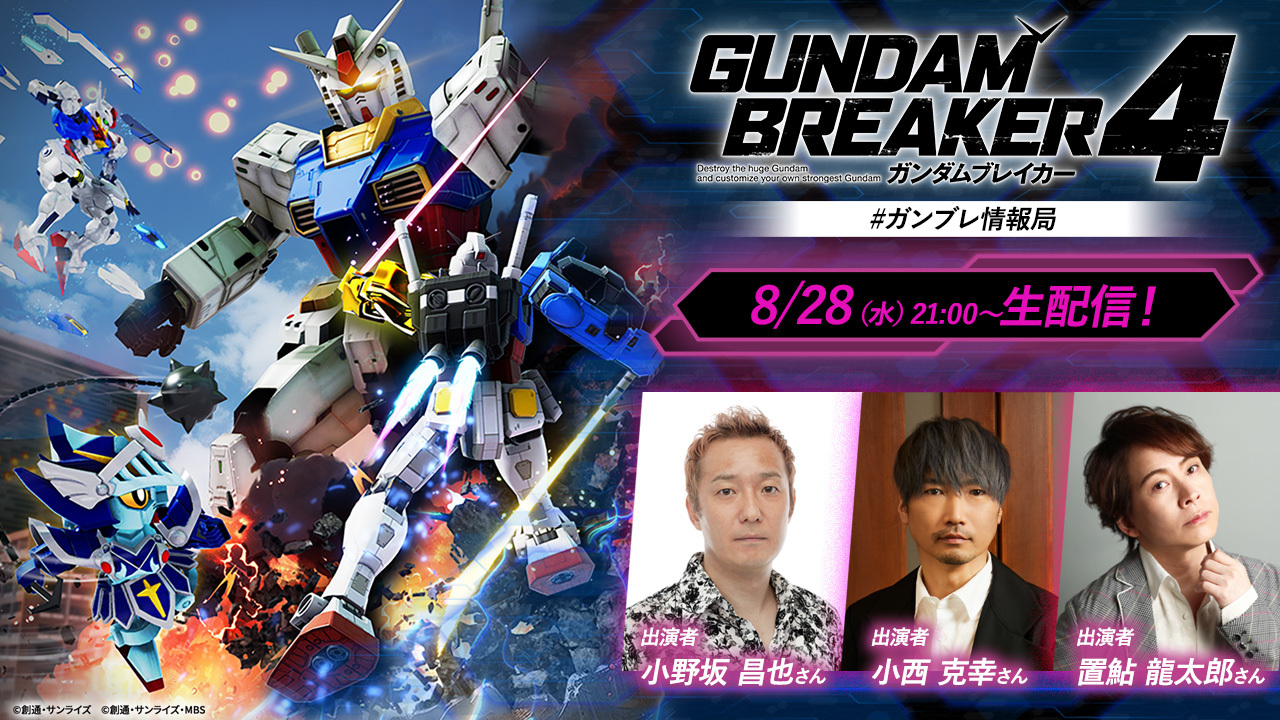 GUNDAM
BREAKER 4
Destroy the huge Gundam
and customize your own strongest Gundam
ガンダムブレイカー
#ガンブレ情報局
8/28（水）21:00～生配信！
出演者
小野坂 昌也さん
出演者
小西 克幸さん
出演者
置鮎 龍太郎さん
©創通・サンライズ ©創通・サンライズ・MBS